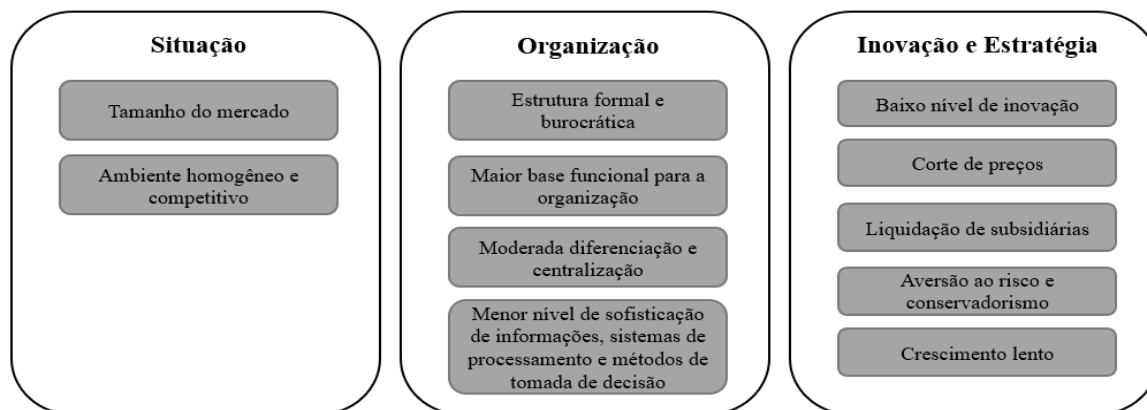 Situação
Tamanho do mercado
Ambiente homogêneo e
competitivo
Organização
Estrutura formal e
burocrática
Maior base funcional para a
organização
Moderada diferenciação e
centralização
Menor nível de sofisticação
de informações, sistemas de
processamento e métodos de
tomada de decisão
Inovação e Estratégia
Baixo nível de inovação
Corte de preços
Liquidação de subsidiárias
Aversão ao risco e
conservadorismo
Crescimento lento